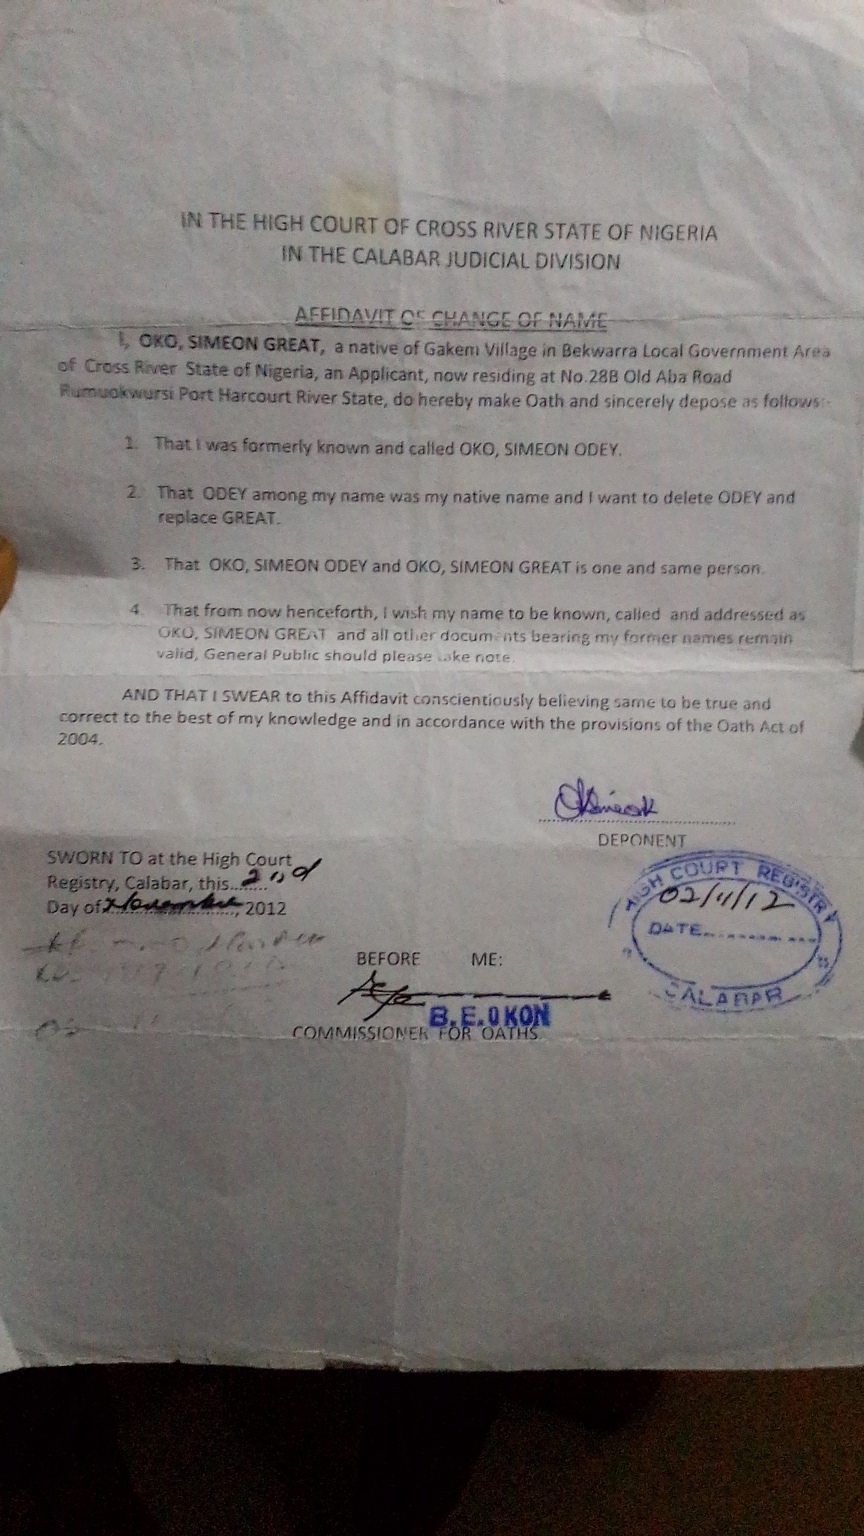 IN THE HIGH COURT OF CROSS RIVER STATE OF NIGERIA
IN THE CALABAR JUDICIAL DIVISION
AFFIDAVIT OF CHANGE OF NAME
I, OKO, SIMEON GREAT, a native of Gakem Village in Bekwarra Local Government Area
of Cross River State of Nigeria, an Applicant, now residing at No.28B Old Aba Road
Rumuokwursi Port Harcourt River State, do hereby make Oath and sincerely depose as follows:-
1. That I was formerly known and called OKO, SIMEON ODEY.
2. That ODEY among my name was my native name and I want to delete ODEY and
replace GREAT.
3. That OKO, SIMEON ODEY and OKO, SIMEON GREAT is one and same person.
4. That from now henceforth, I wish my name to be known, called and addressed as
OKO, SIMEON GREAT and all other documents bearing my former names remain
valid, General Public should please take note.
AND THAT I SWEAR to this Affidavit conscientiously believing same to be true and
correct to the best of my knowledge and in accordance with the provisions of the Oath Act of
2004.
DEPONENT
SWORN TO at the High Court
Registry, Calabar, this 2nd
Day of November, 2012
HIGH COURT REGISTRY
02/11/12
DATE
CALABAR
BEFORE ME:
B.E.OKON
COMMISSIONER FOR OATHS